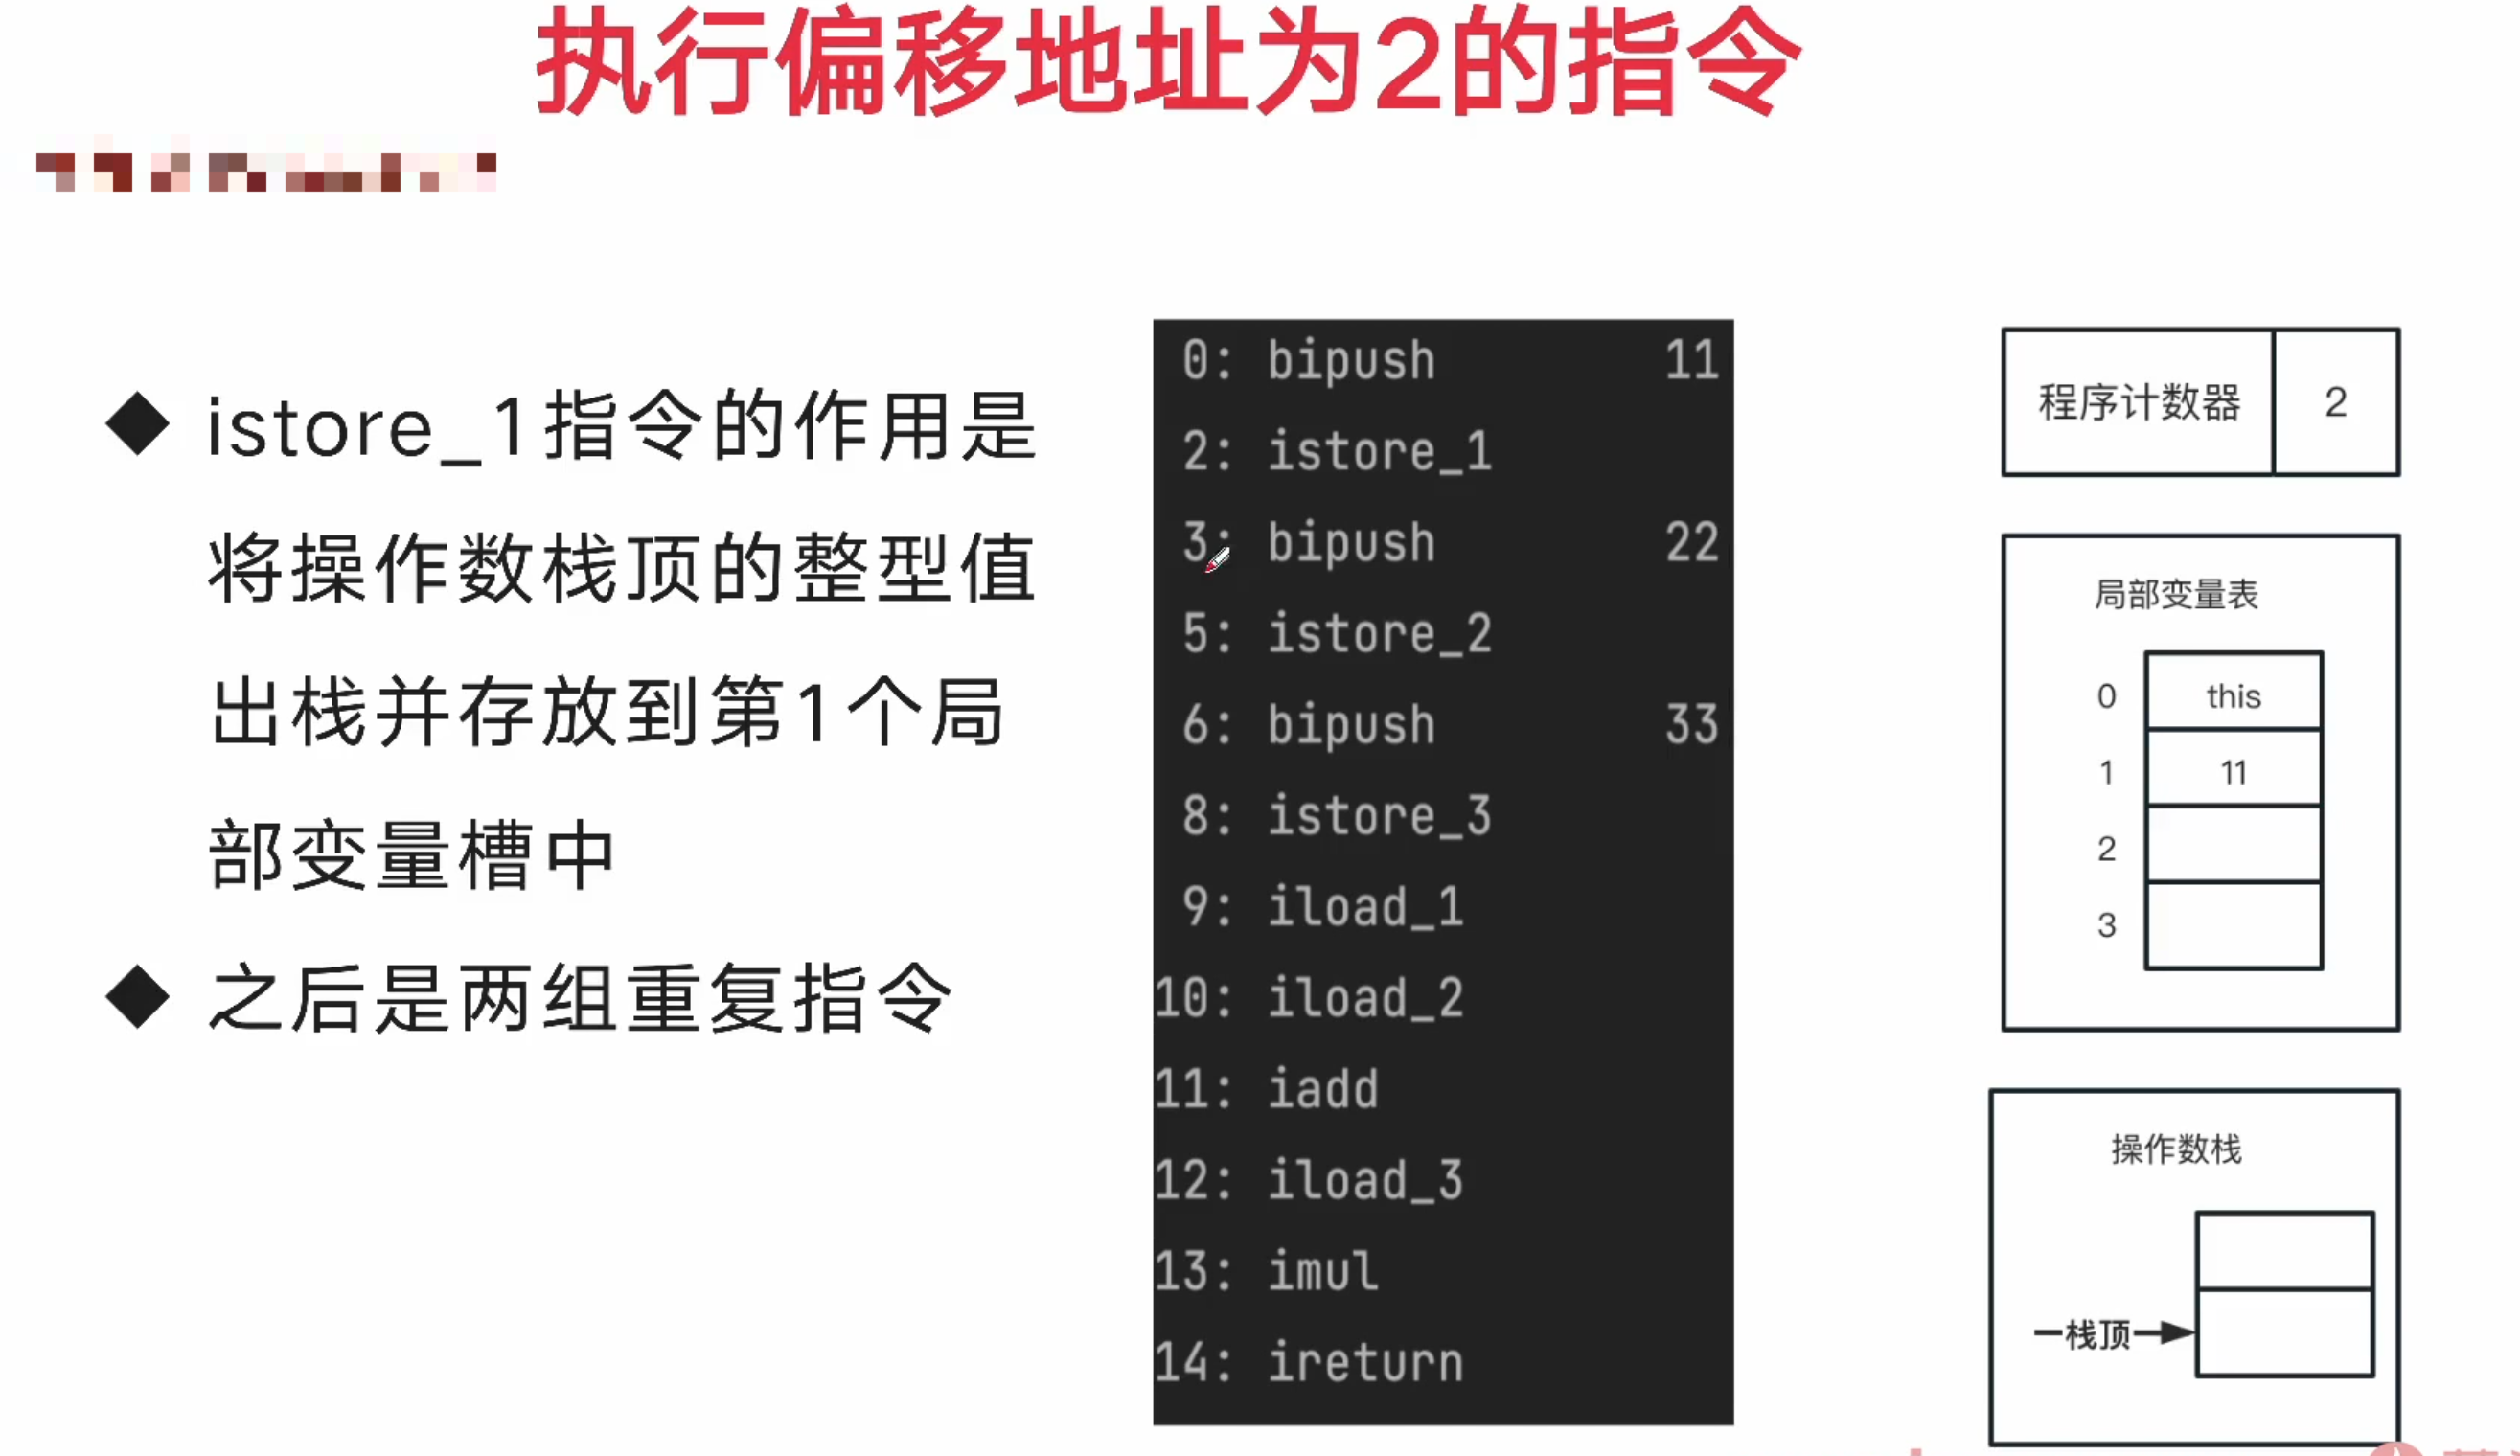 执行偏移地址为2的指令
istore_1指令的作用是
将操作数栈顶的整型值
出栈并存放到第1个局
部变量槽中
之后是两组重复指令
0: bipush 11
2: istore_1
3: bipush 22
5: istore_2
6: bipush 33
8: istore_3
9: iload_1
10: iload_2
11: iadd
12: iload_3
13: imul
14: ireturn
程序计数器 2
局部变量表
0 this
1 11
2
3
操作数栈
栈顶